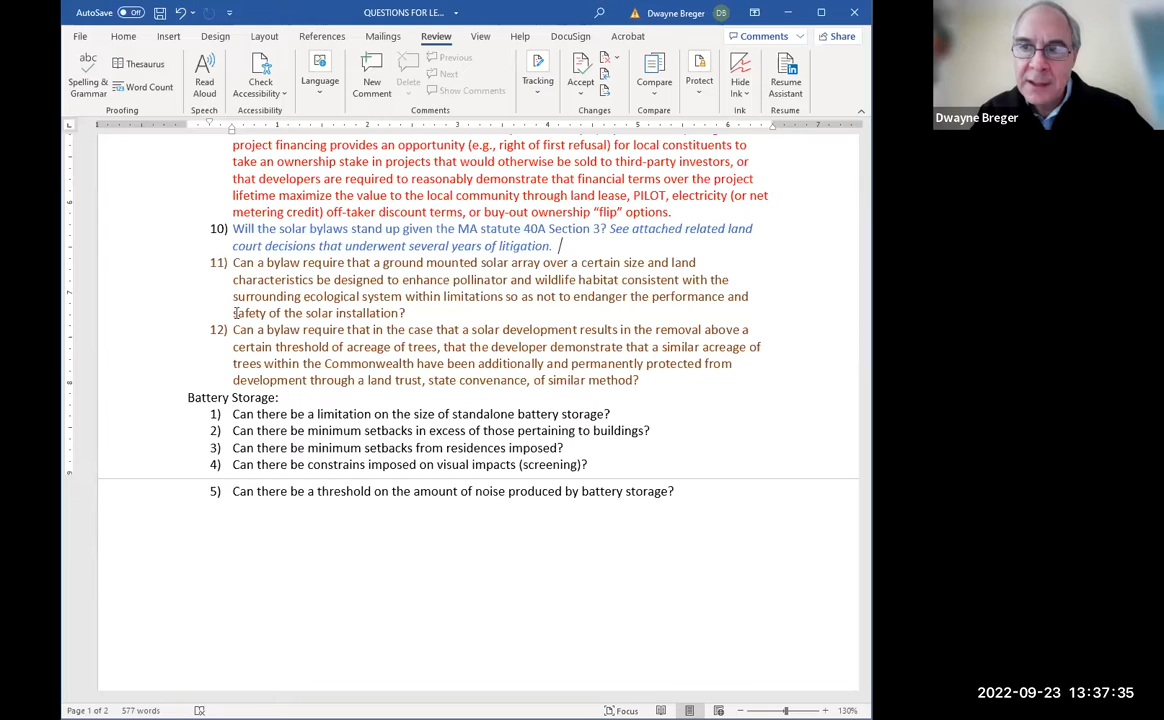 AutoSave Off QUESTIONS FOR LE... Dwayne Breger DB
File Home Insert Design Layout References Mailings Review View Help DocuSign Acrobat Comments Share
abc Spelling & Grammar Thesaurus Word Count Read Aloud Check Accessibility Language New Comment Delete Previous Next Show Comments Tracking Accept Compare Protect Hide Ink Resume Assistant
Proofing Speech Accessibility Comments Changes Compare Ink Resume
project financing provides an opportunity (e.g., right of first refusal) for local constituents to
take an ownership stake in projects that would otherwise be sold to third-party investors, or
that developers are required to reasonably demonstrate that financial terms over the project
lifetime maximize the value to the local community through land lease, PILOT, electricity (or net
metering credit) off-taker discount terms, or buy-out ownership “flip” options.
10) Will the solar bylaws stand up given the MA statute 40A Section 3? See attached related land
court decisions that underwent several years of litigation.
11) Can a bylaw require that a ground mounted solar array over a certain size and land
characteristics be designed to enhance pollinator and wildlife habitat consistent with the
surrounding ecological system within limitations so as not to endanger the performance and
safety of the solar installation?
12) Can a bylaw require that in the case that a solar development results in the removal above a
certain threshold of acreage of trees, that the developer demonstrate that a similar acreage of
trees within the Commonwealth have been additionally and permanently protected from
development through a land trust, state convenance, of similar method?
Battery Storage:
1) Can there be a limitation on the size of standalone battery storage?
2) Can there be minimum setbacks in excess of those pertaining to buildings?
3) Can there be minimum setbacks from residences imposed?
4) Can there be constrains imposed on visual impacts (screening)?
5) Can there be a threshold on the amount of noise produced by battery storage?
Page 1 of 2 577 words Focus 130%
Dwayne Breger
2022-09-23 13:37:35